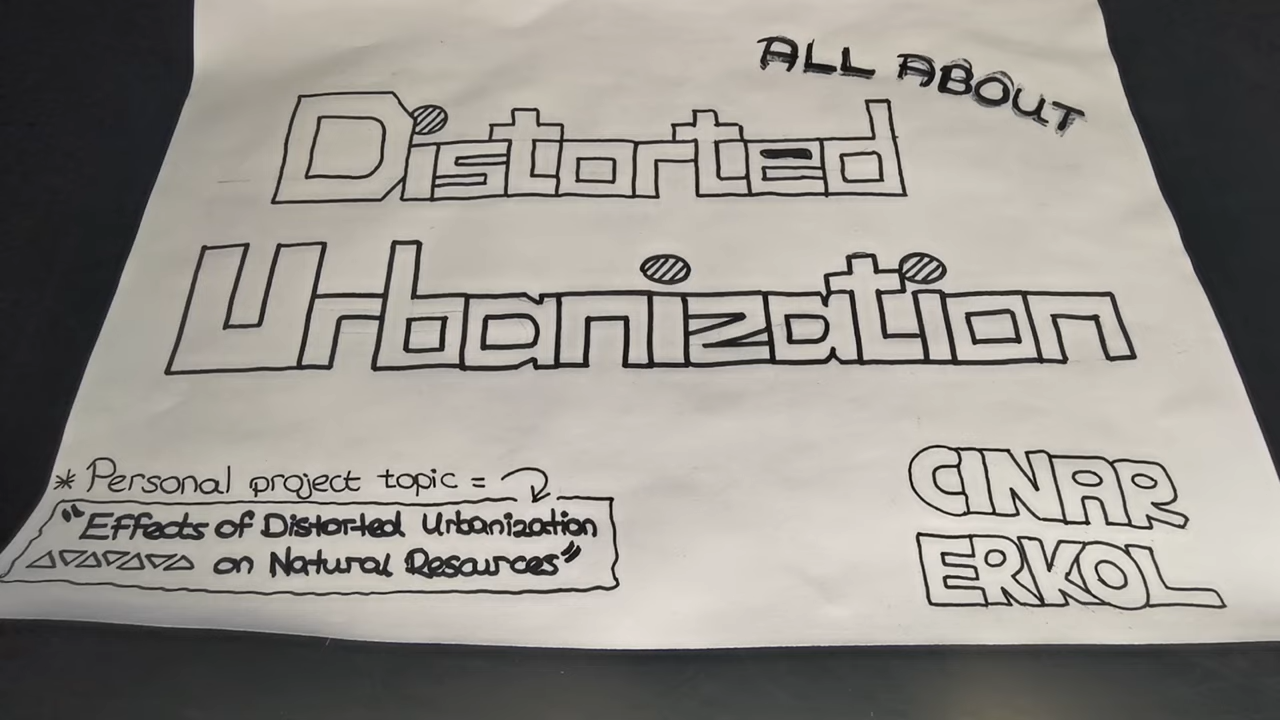 ALL ABOUT
Distorted
Urbanization
* Personal project topic =
"Effects of Distorted Urbanization
on Natural Resources"
CINAR
ERKOL